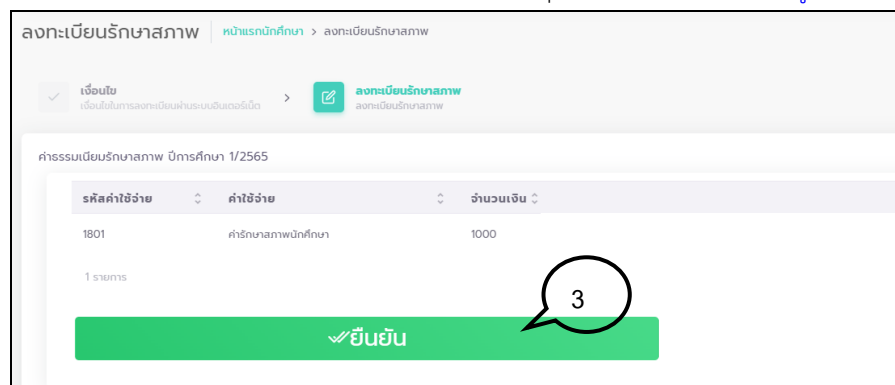 ลงทะเบียนรักษาสภาพ หน้าแรกนักศึกษา > ลงทะเบียนรักษาสภาพ
เงื่อนไข > ลงทะเบียนรักษาสภาพ
เงื่อนไขในการลงทะเบียนผ่านระบบอินเตอร์เน็ต ลงทะเบียนรักษาสภาพ
ค่าธรรมเนียมรักษาสภาพ ปีการศึกษา 1/2565
รหัสค่าใช้จ่าย ค่าใช้จ่าย จำนวนเงิน
1801 ค่ารักษาสภาพนักศึกษา 1000
1 รายการ
3
ยืนยัน